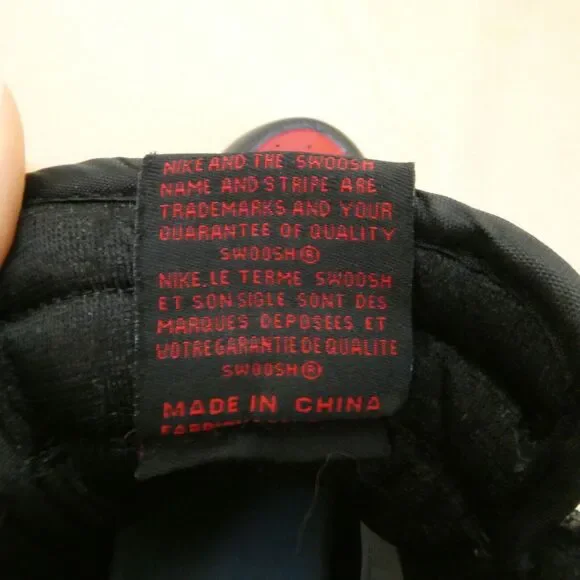 NIKE AND THE SWOOSH
NAME AND STRIPE ARE
TRADEMARKS AND YOUR
GUARANTEE OF QUALITY
SWOOSH®
NIKE, LE TERME SWOOSH
ET SON SIGLE SONT DES
MARQUES DEPOSEES ET
VOTRE GARANTIE DE QUALITE
SWOOSH®
MADE IN CHINA